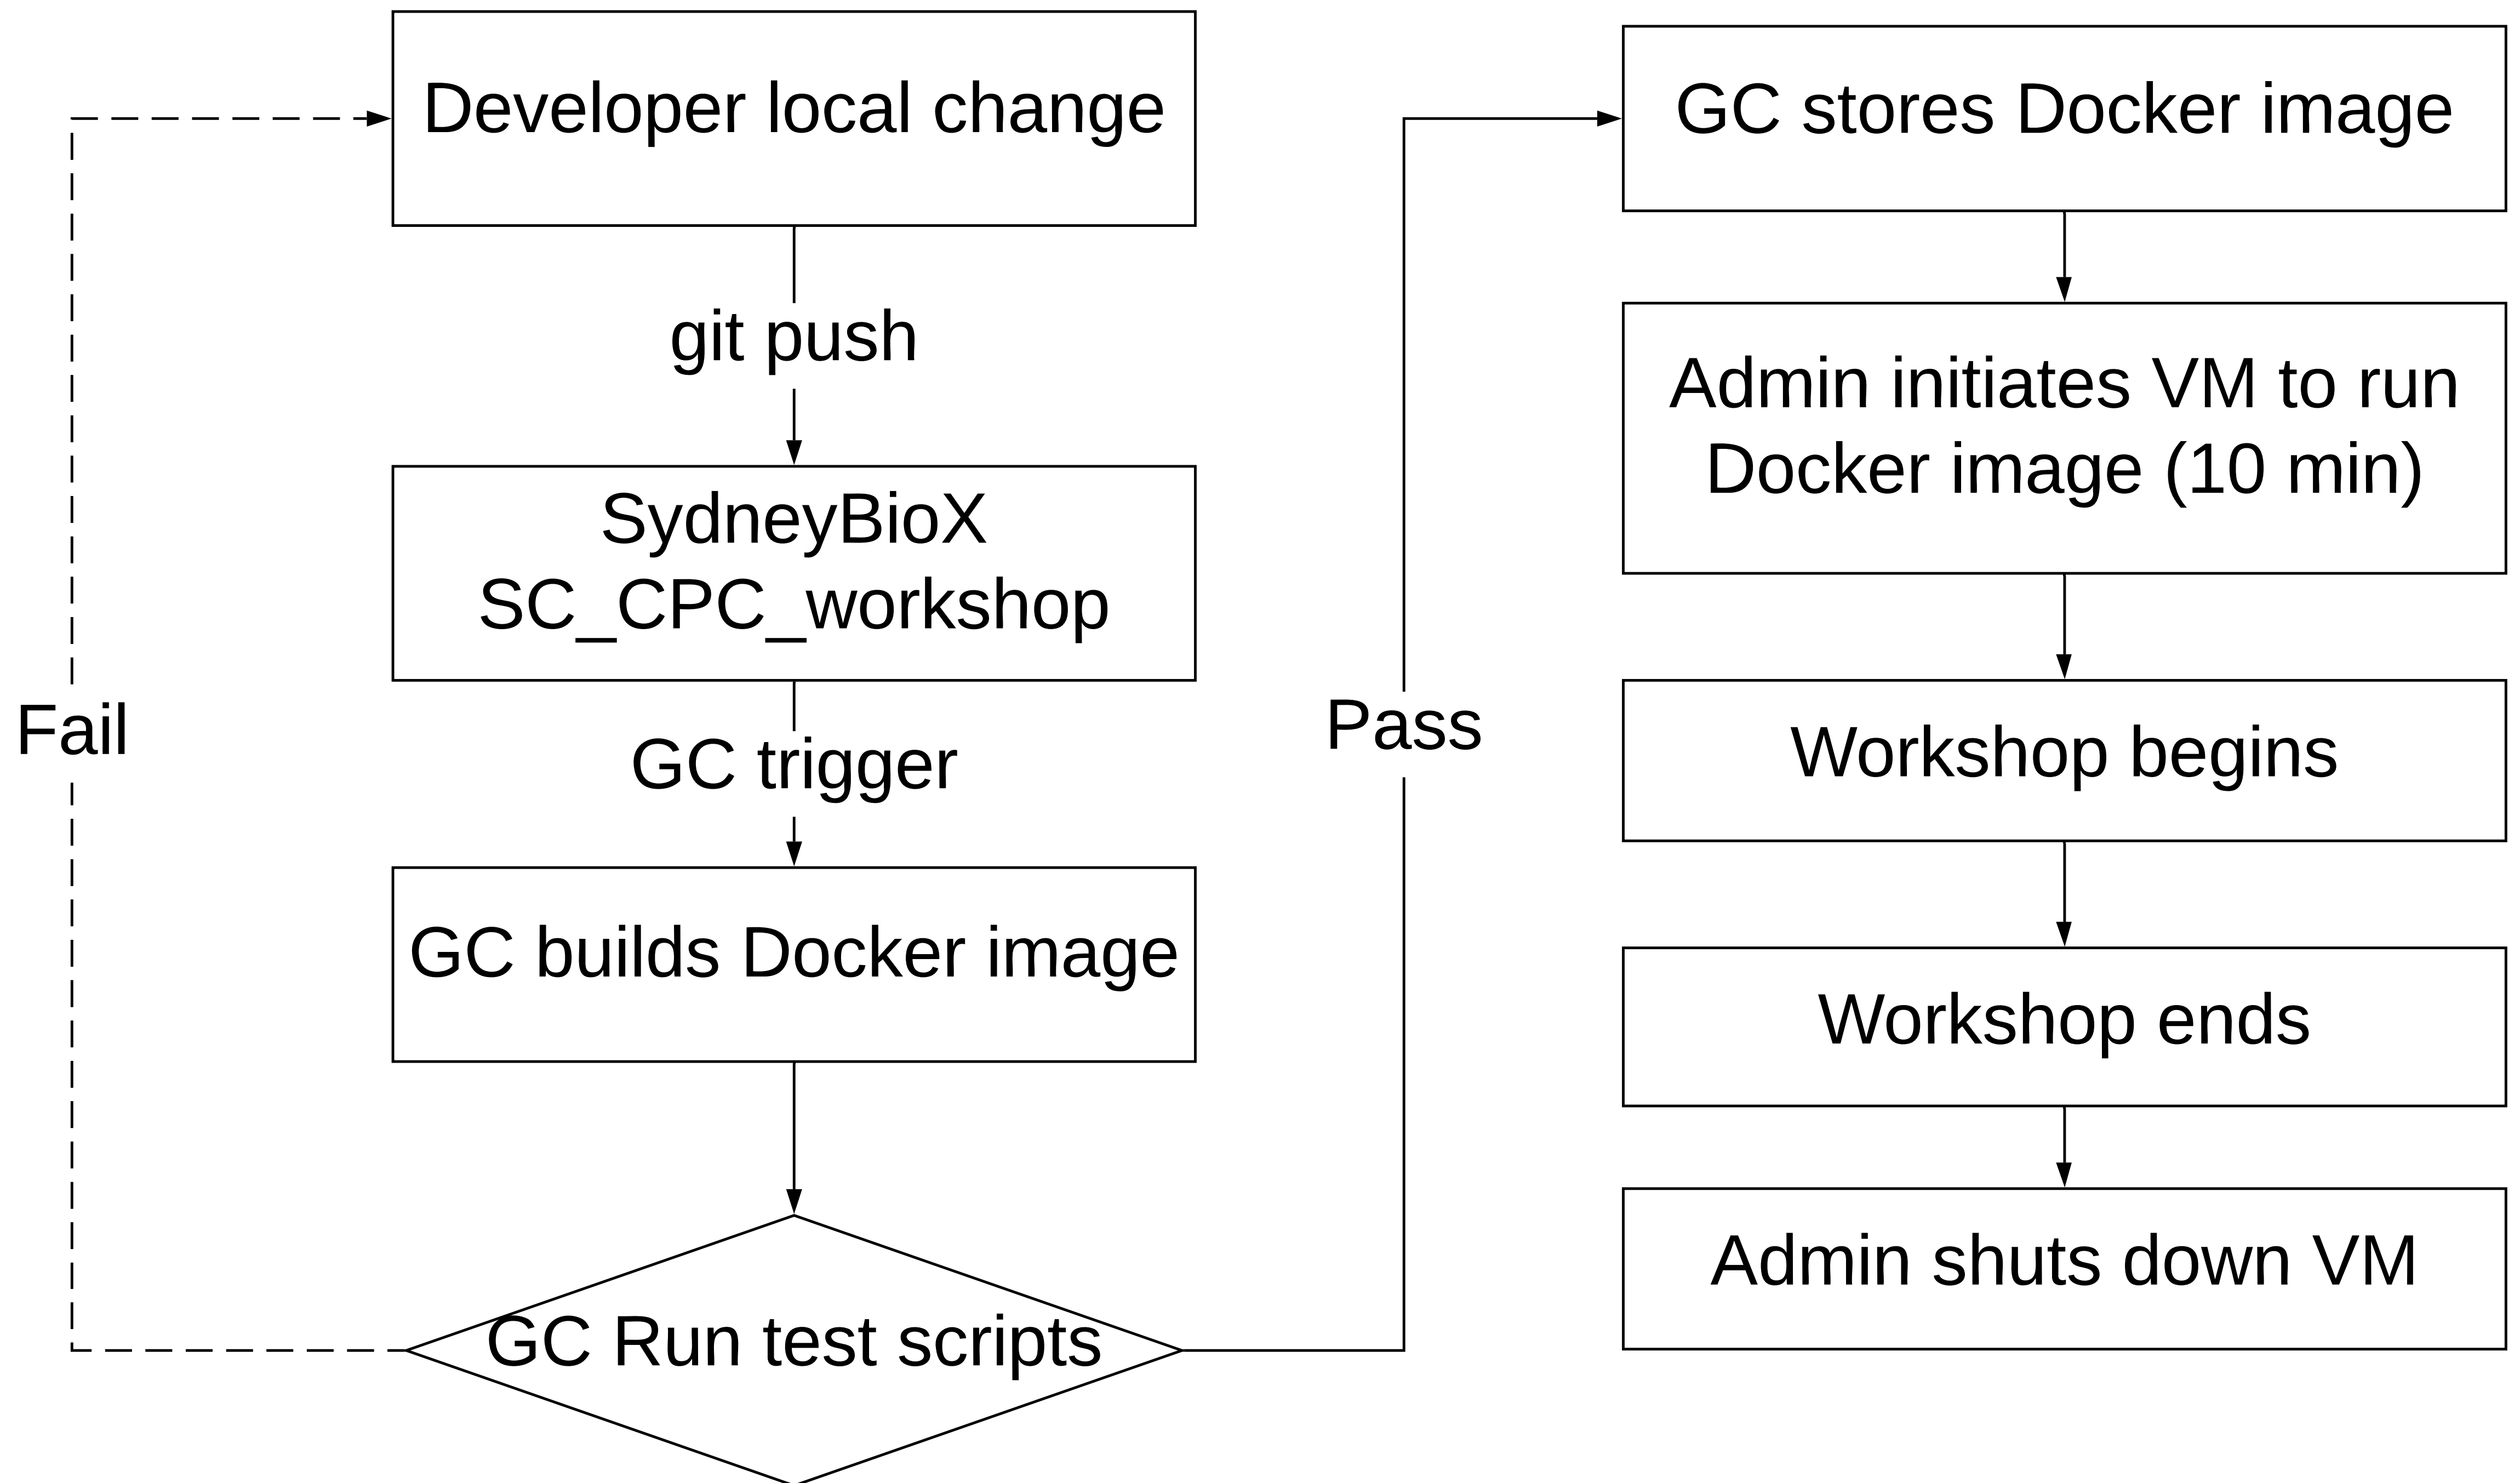 Developer local change
git push
SydneyBioX
SC_CPC_workshop
GC trigger
GC builds Docker image
GC Run test scripts
Fail
Pass
GC stores Docker image
Admin initiates VM to run
Docker image (10 min)
Workshop begins
Workshop ends
Admin shuts down VM